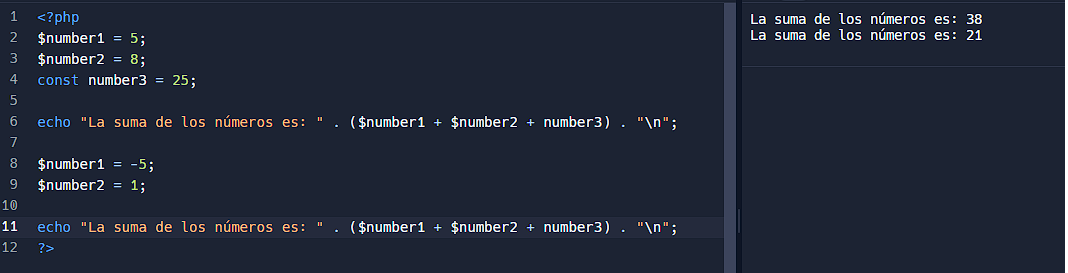 1 <?php
2 $number1 = 5;
3 $number2 = 8;
4 const number3 = 25;
5
6 echo "La suma de los números es: " . ($number1 + $number2 + number3) . "\n";
7
8 $number1 = -5;
9 $number2 = 1;
10
11 echo "La suma de los números es: " . ($number1 + $number2 + number3) . "\n";
12 ?>
La suma de los números es: 38
La suma de los números es: 21